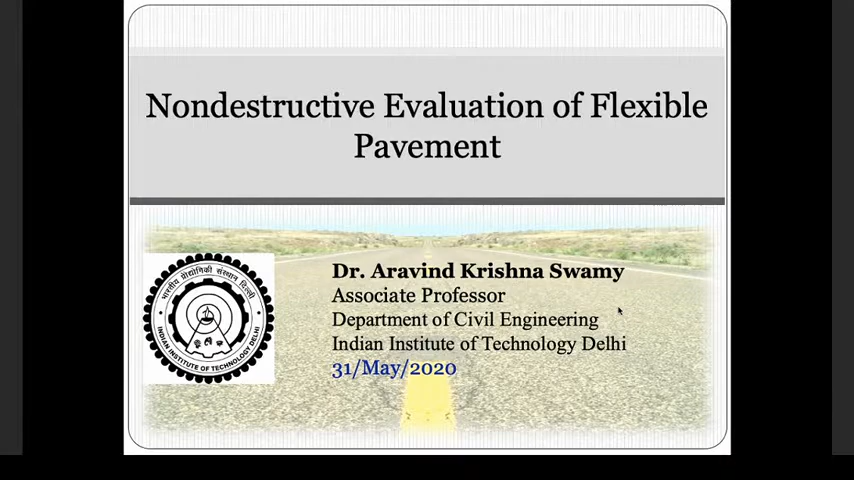 Nondestructive Evaluation of Flexible
Pavement
Dr. Aravind Krishna Swamy
Associate Professor
Department of Civil Engineering
Indian Institute of Technology Delhi
31/May/2020
भारतीय प्रौद्योगिकी संस्थान दिल्ली
INDIAN INSTITUTE OF TECHNOLOGY DELHI